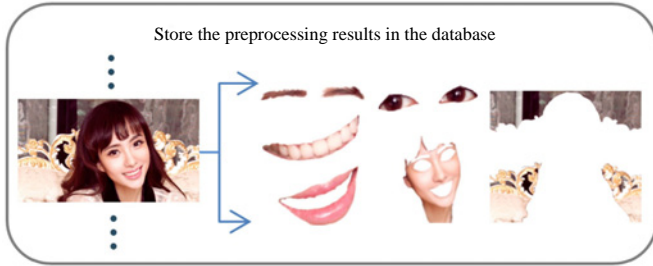 Store the preprocessing results in the database